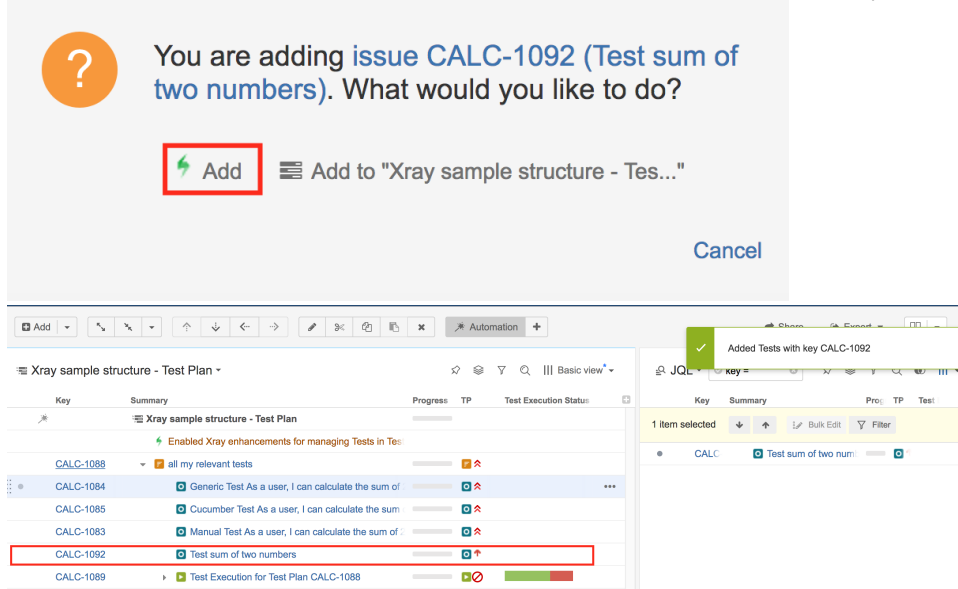 You are adding issue CALC-1092 (Test sum of
two numbers). What would you like to do?
Add Add to "Xray sample structure - Tes..."
Cancel
Add Automation Share Export
Added Tests with key CALC-1092
Xray sample structure - Test Plan Basic view JQL key =
Key Summary Progress TP Test Execution Status Key Summary Prog TP Test
Xray sample structure - Test Plan
1 item selected Bulk Edit Filter
Enabled Xray enhancements for managing Tests in Tes
CALC-1088 all my relevant tests
CALC Test sum of two num
CALC-1084 Generic Test As a user, I can calculate the sum of
CALC-1085 Cucumber Test As a user, I can calculate the sum
CALC-1083 Manual Test As a user, I can calculate the sum of
CALC-1092 Test sum of two numbers
CALC-1089 Test Execution for Test Plan CALC-1088